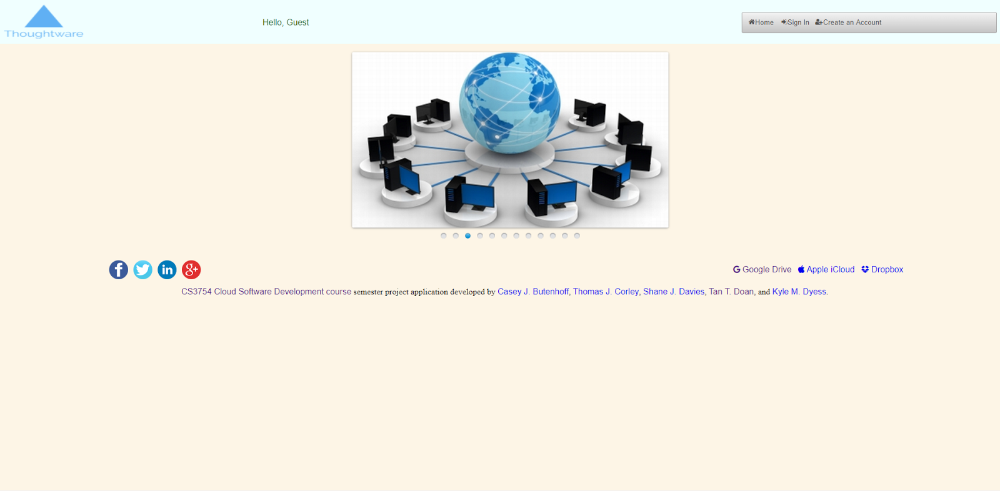 Thoughtware
Hello, Guest
Home Sign In Create an Account
Google Drive Apple iCloud Dropbox
CS3754 Cloud Software Development course semester project application developed by Casey J. Butenhoff, Thomas J. Corley, Shane J. Davies, Tan T. Doan, and Kyle M. Dyess.